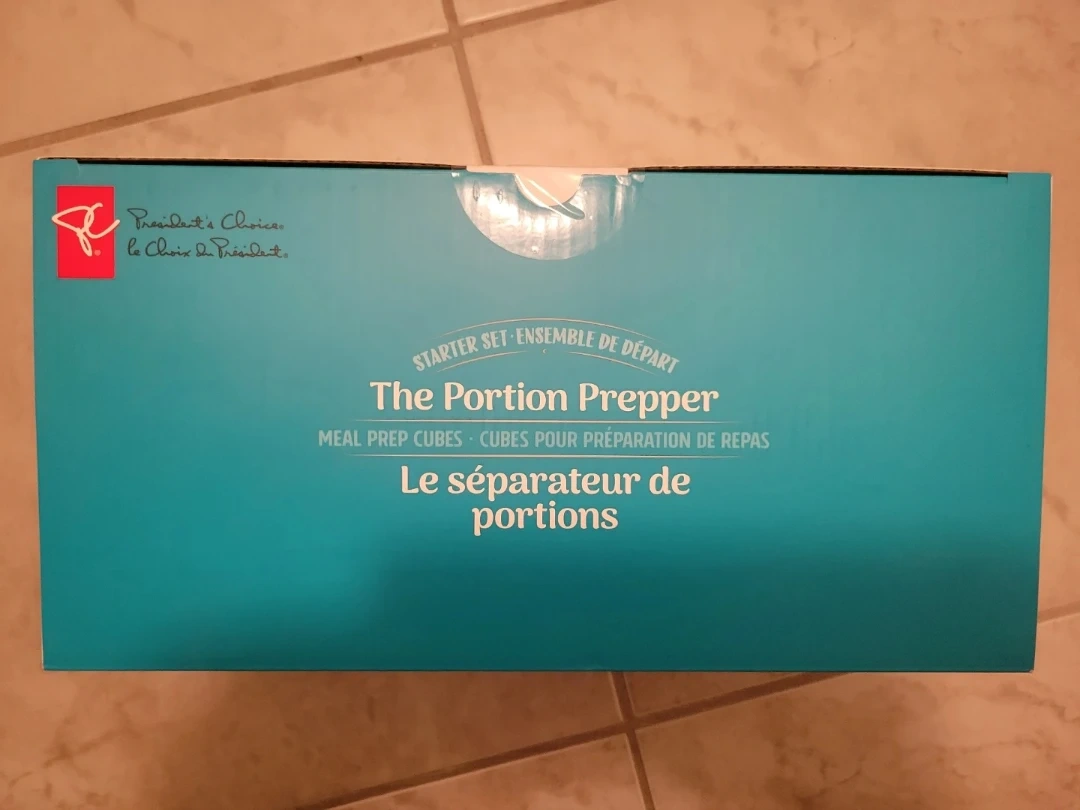 PC®
President's Choice®
le Choix du Président®
STARTER SET · ENSEMBLE DE DÉPART
The Portion Prepper
MEAL PREP CUBES · CUBES POUR PRÉPARATION DE REPAS
Le séparateur de
portions